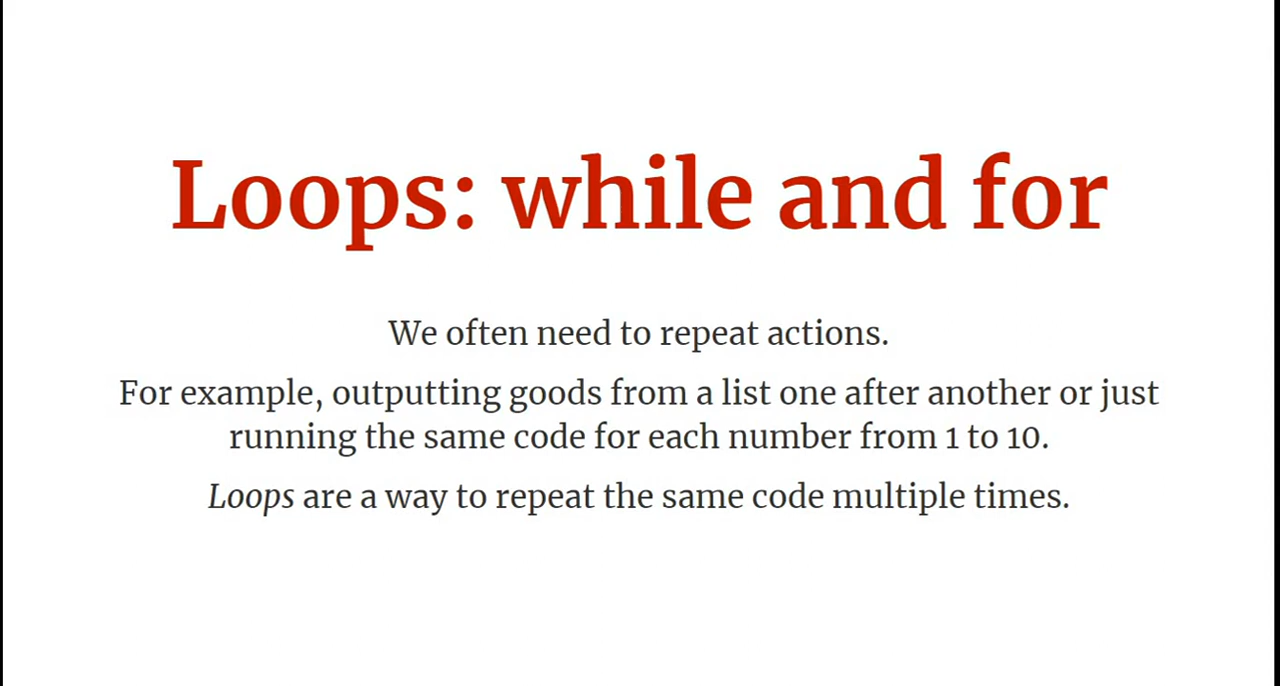 Loops: while and for
We often need to repeat actions.
For example, outputting goods from a list one after another or just
running the same code for each number from 1 to 10.
Loops are a way to repeat the same code multiple times.